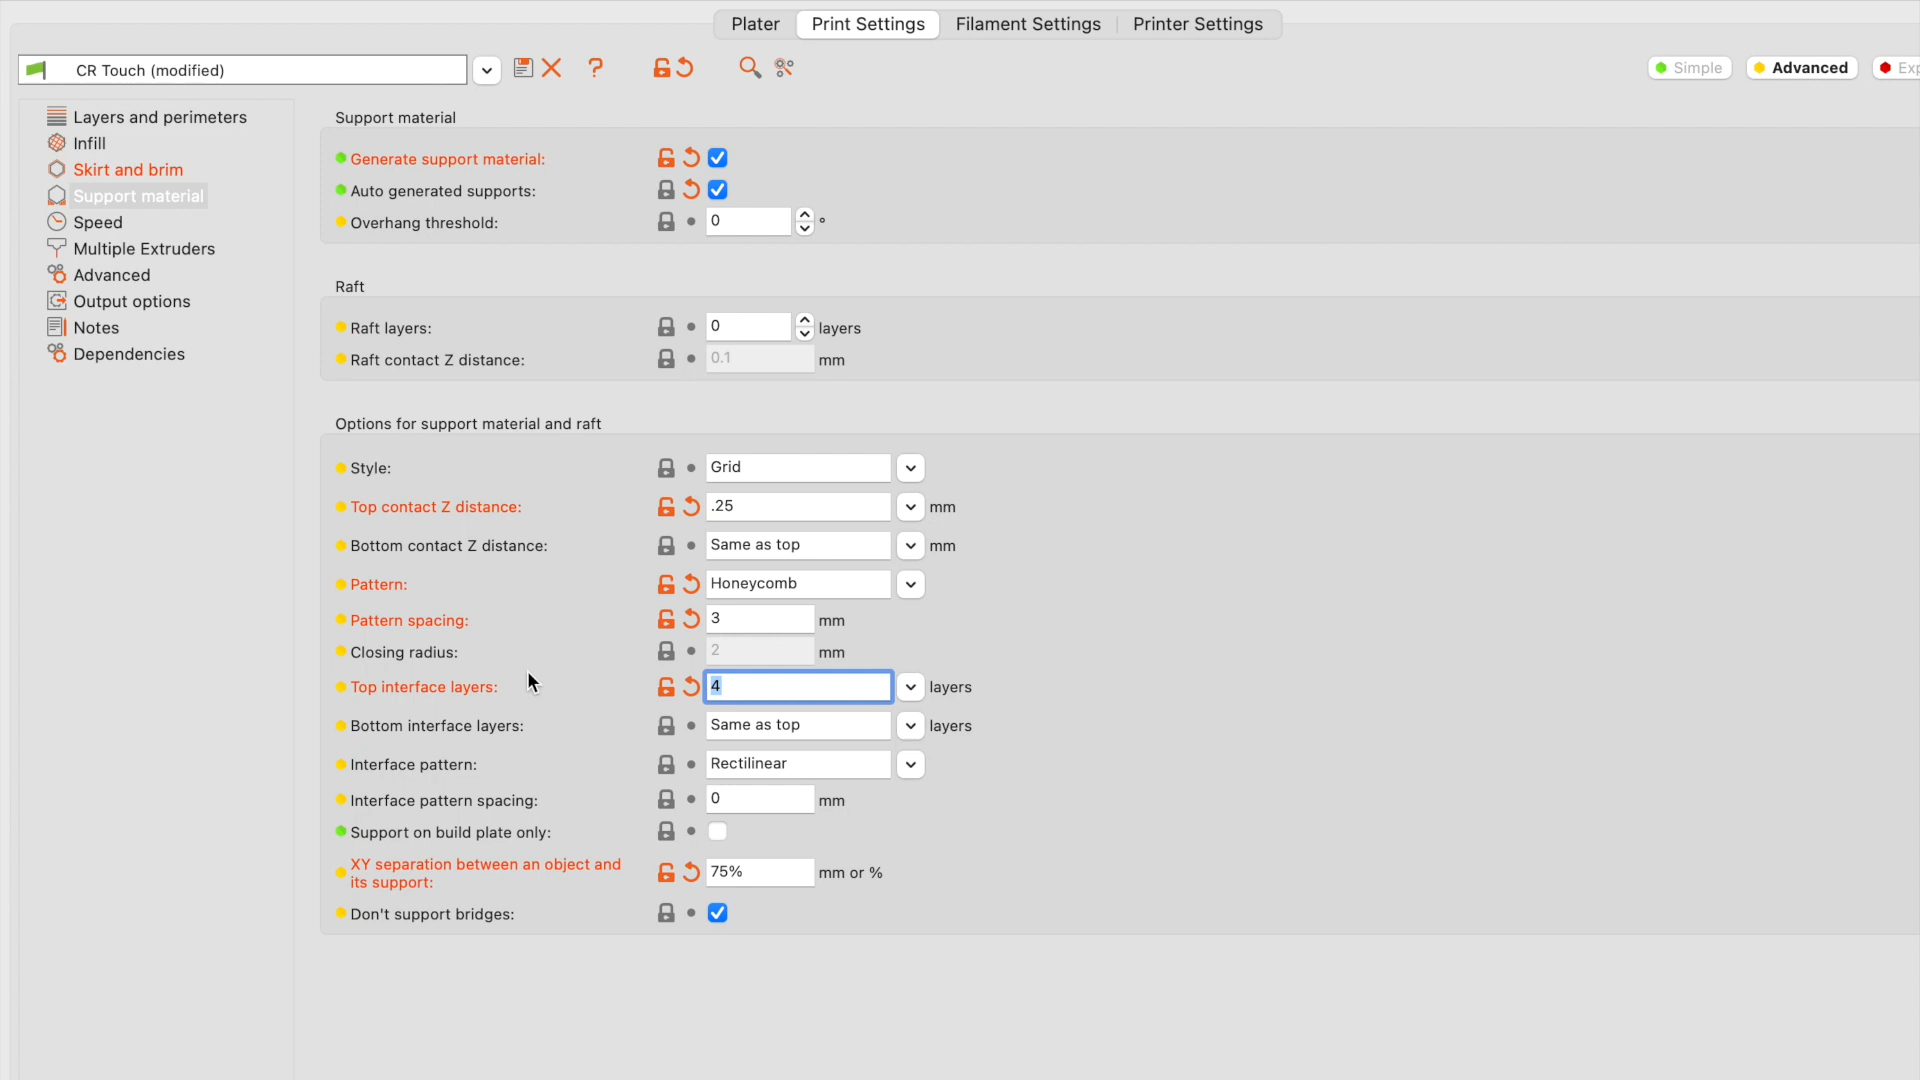 Plater
Print Settings
Filament Settings
Printer Settings
CR Touch (modified)
?
Simple
Advanced
Exp
Layers and perimeters
Infill
Skirt and brim
Support material
Speed
Multiple Extruders
Advanced
Output options
Notes
Dependencies
Support material
Generate support material:
Auto generated supports:
Overhang threshold: 0 °
Raft
Raft layers: 0 layers
Raft contact Z distance: 0.1 mm
Options for support material and raft
Style: Grid
Top contact Z distance: .25 mm
Bottom contact Z distance: Same as top mm
Pattern: Honeycomb
Pattern spacing: 3 mm
Closing radius: 2 mm
Top interface layers: 4 layers
Bottom interface layers: Same as top layers
Interface pattern: Rectilinear
Interface pattern spacing: 0 mm
Support on build plate only:
XY separation between an object and
its support: 75% mm or %
Don't support bridges: